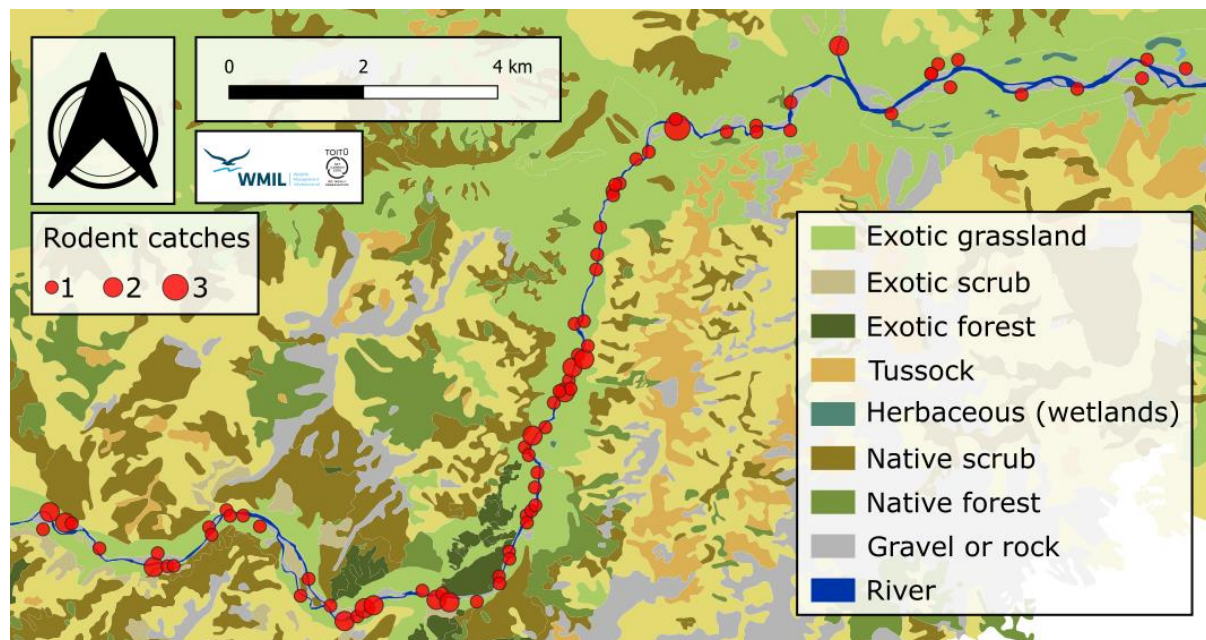 0 2 4 km
WMIL
TOITŪ
Rodent catches
1 2 3
Exotic grassland
Exotic scrub
Exotic forest
Tussock
Herbaceous (wetlands)
Native scrub
Native forest
Gravel or rock
River